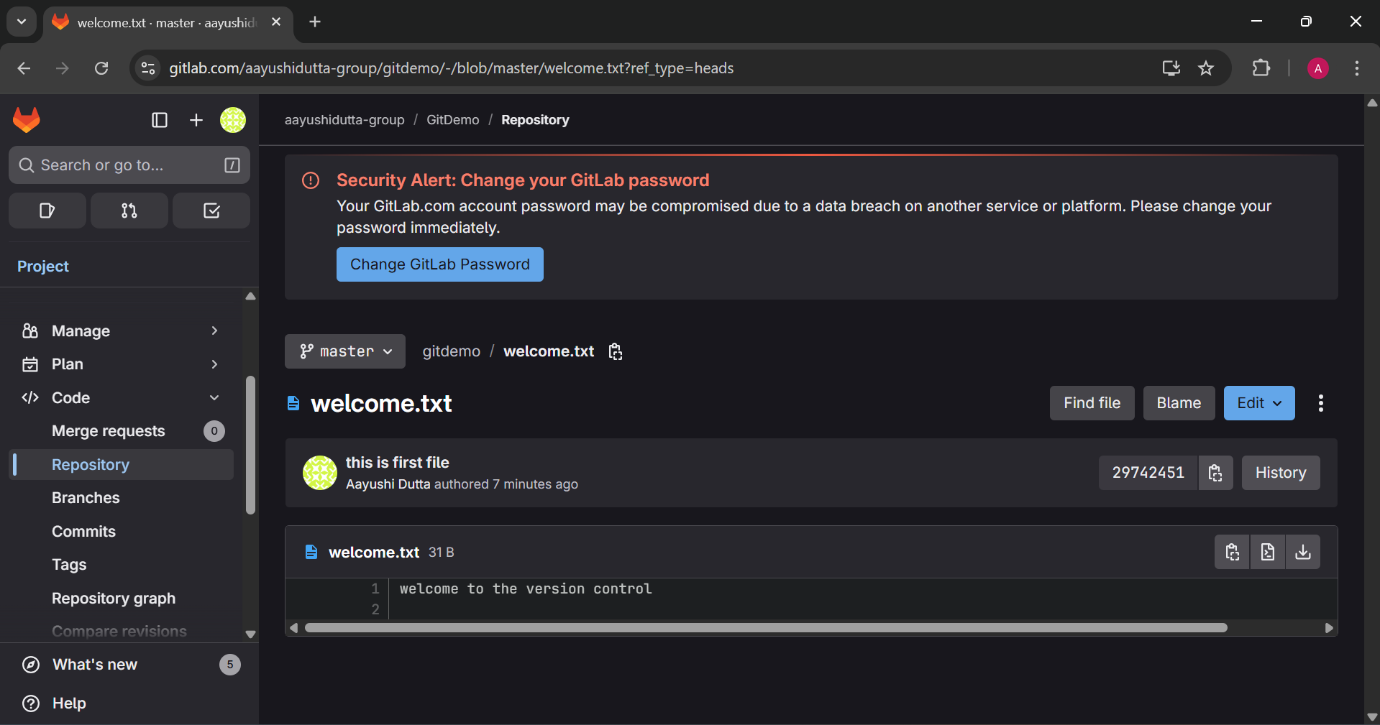 welcome.txt · master · aayushid
gitlab.com/aayushidutta-group/gitdemo/-/blob/master/welcome.txt?ref_type=heads
A
Search or go to...
/
Project
Manage
Plan
Code
Merge requests
0
Repository
Branches
Commits
Tags
Repository graph
Compare revisions
What's new
5
Help
aayushidutta-group / GitDemo / Repository
Security Alert: Change your GitLab password
Your GitLab.com account password may be compromised due to a data breach on another service or platform. Please change your
password immediately.
Change GitLab Password
master
gitdemo / welcome.txt
welcome.txt
Find file
Blame
Edit
this is first file
Aayushi Dutta authored 7 minutes ago
29742451
History
welcome.txt 31 B
1 welcome to the version control
2